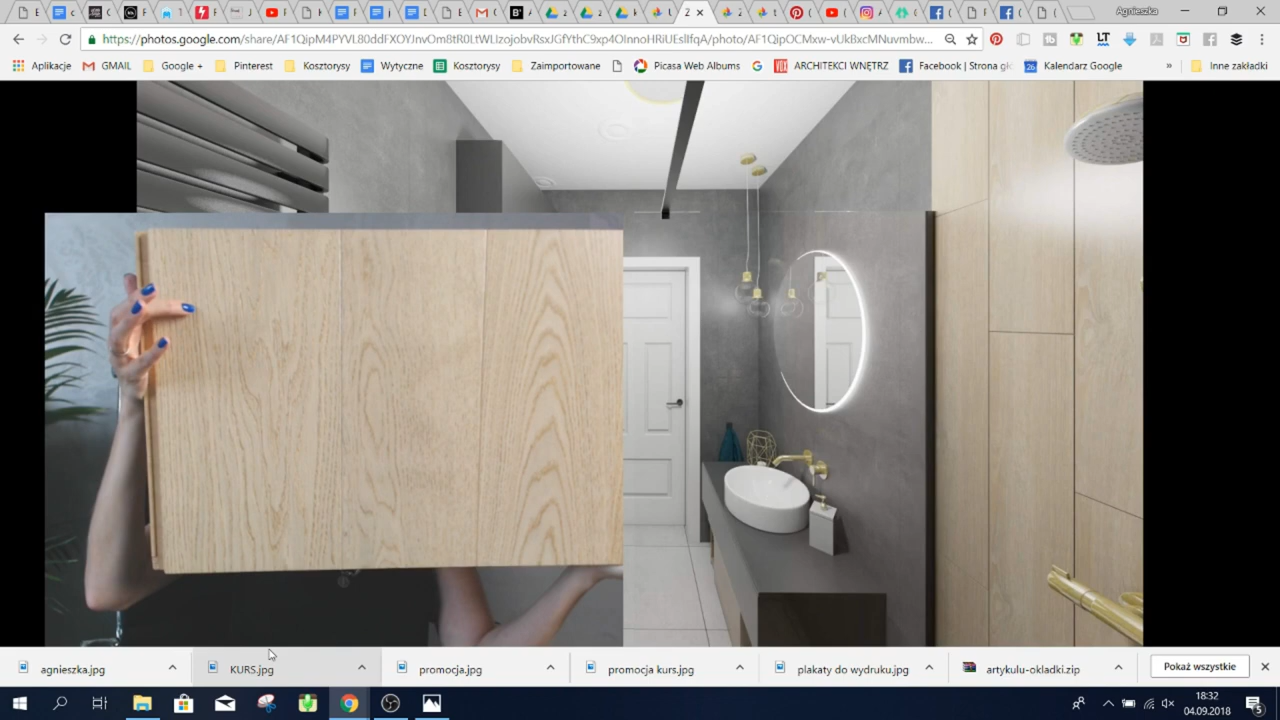 Agnieszka
https://photos.google.com/share/AF1QipM4PYVL80ddFXOYJnvOm8tR0LtWLIzojobvRsxJGfYthC9xp4OInnoHRiUEslIfqA/photo/AF1QipOCMxw-vUkBxcMNuvmbw...
Aplikacje GMAIL Google + Pinterest Kosztorysy Wytyczne Kosztorysy Zaimportowane Picasa Web Albums ARCHITEKCI WNĘTRZ Facebook | Strona gł Kalendarz Google » Inne zakładki
agnieszka.jpg KURS.jpg promocja.jpg promocja kurs.jpg plakaty do wydruku.jpg artykulu-okladki.zip Pokaż wszystkie
18:32
04.09.2018
5